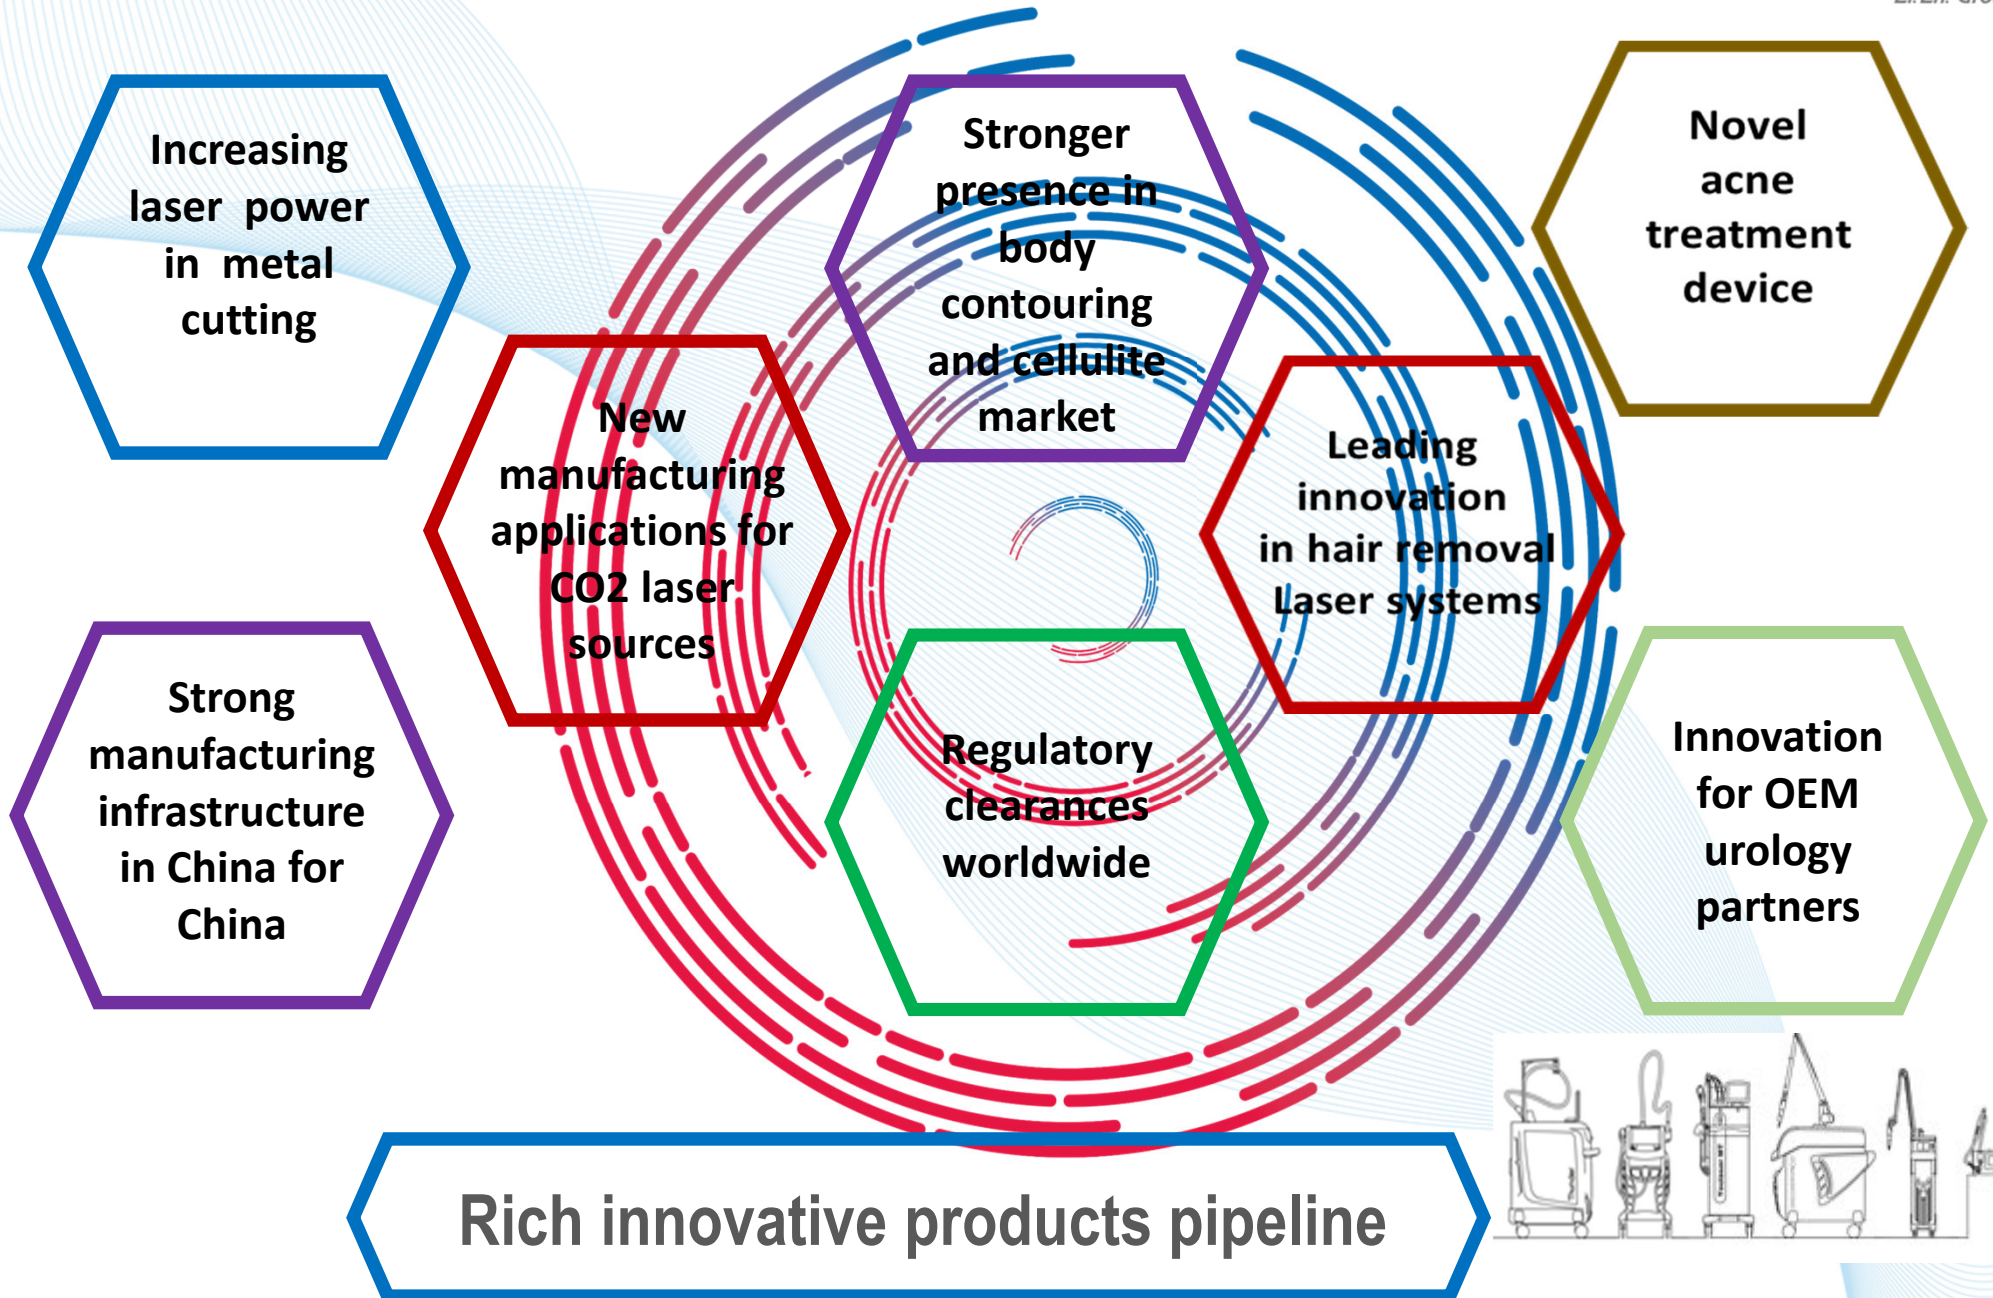 Increasing
laser power
in metal
cutting
Stronger
presence in
body
contouring
and cellulite
market
Novel
acne
treatment
device
New
manufacturing
applications for
CO2 laser
sources
Leading
innovation
in hair removal
Laser systems
Strong
manufacturing
infrastructure
in China for
China
Regulatory
clearances
worldwide
Innovation
for OEM
urology
partners
Rich innovative products pipeline